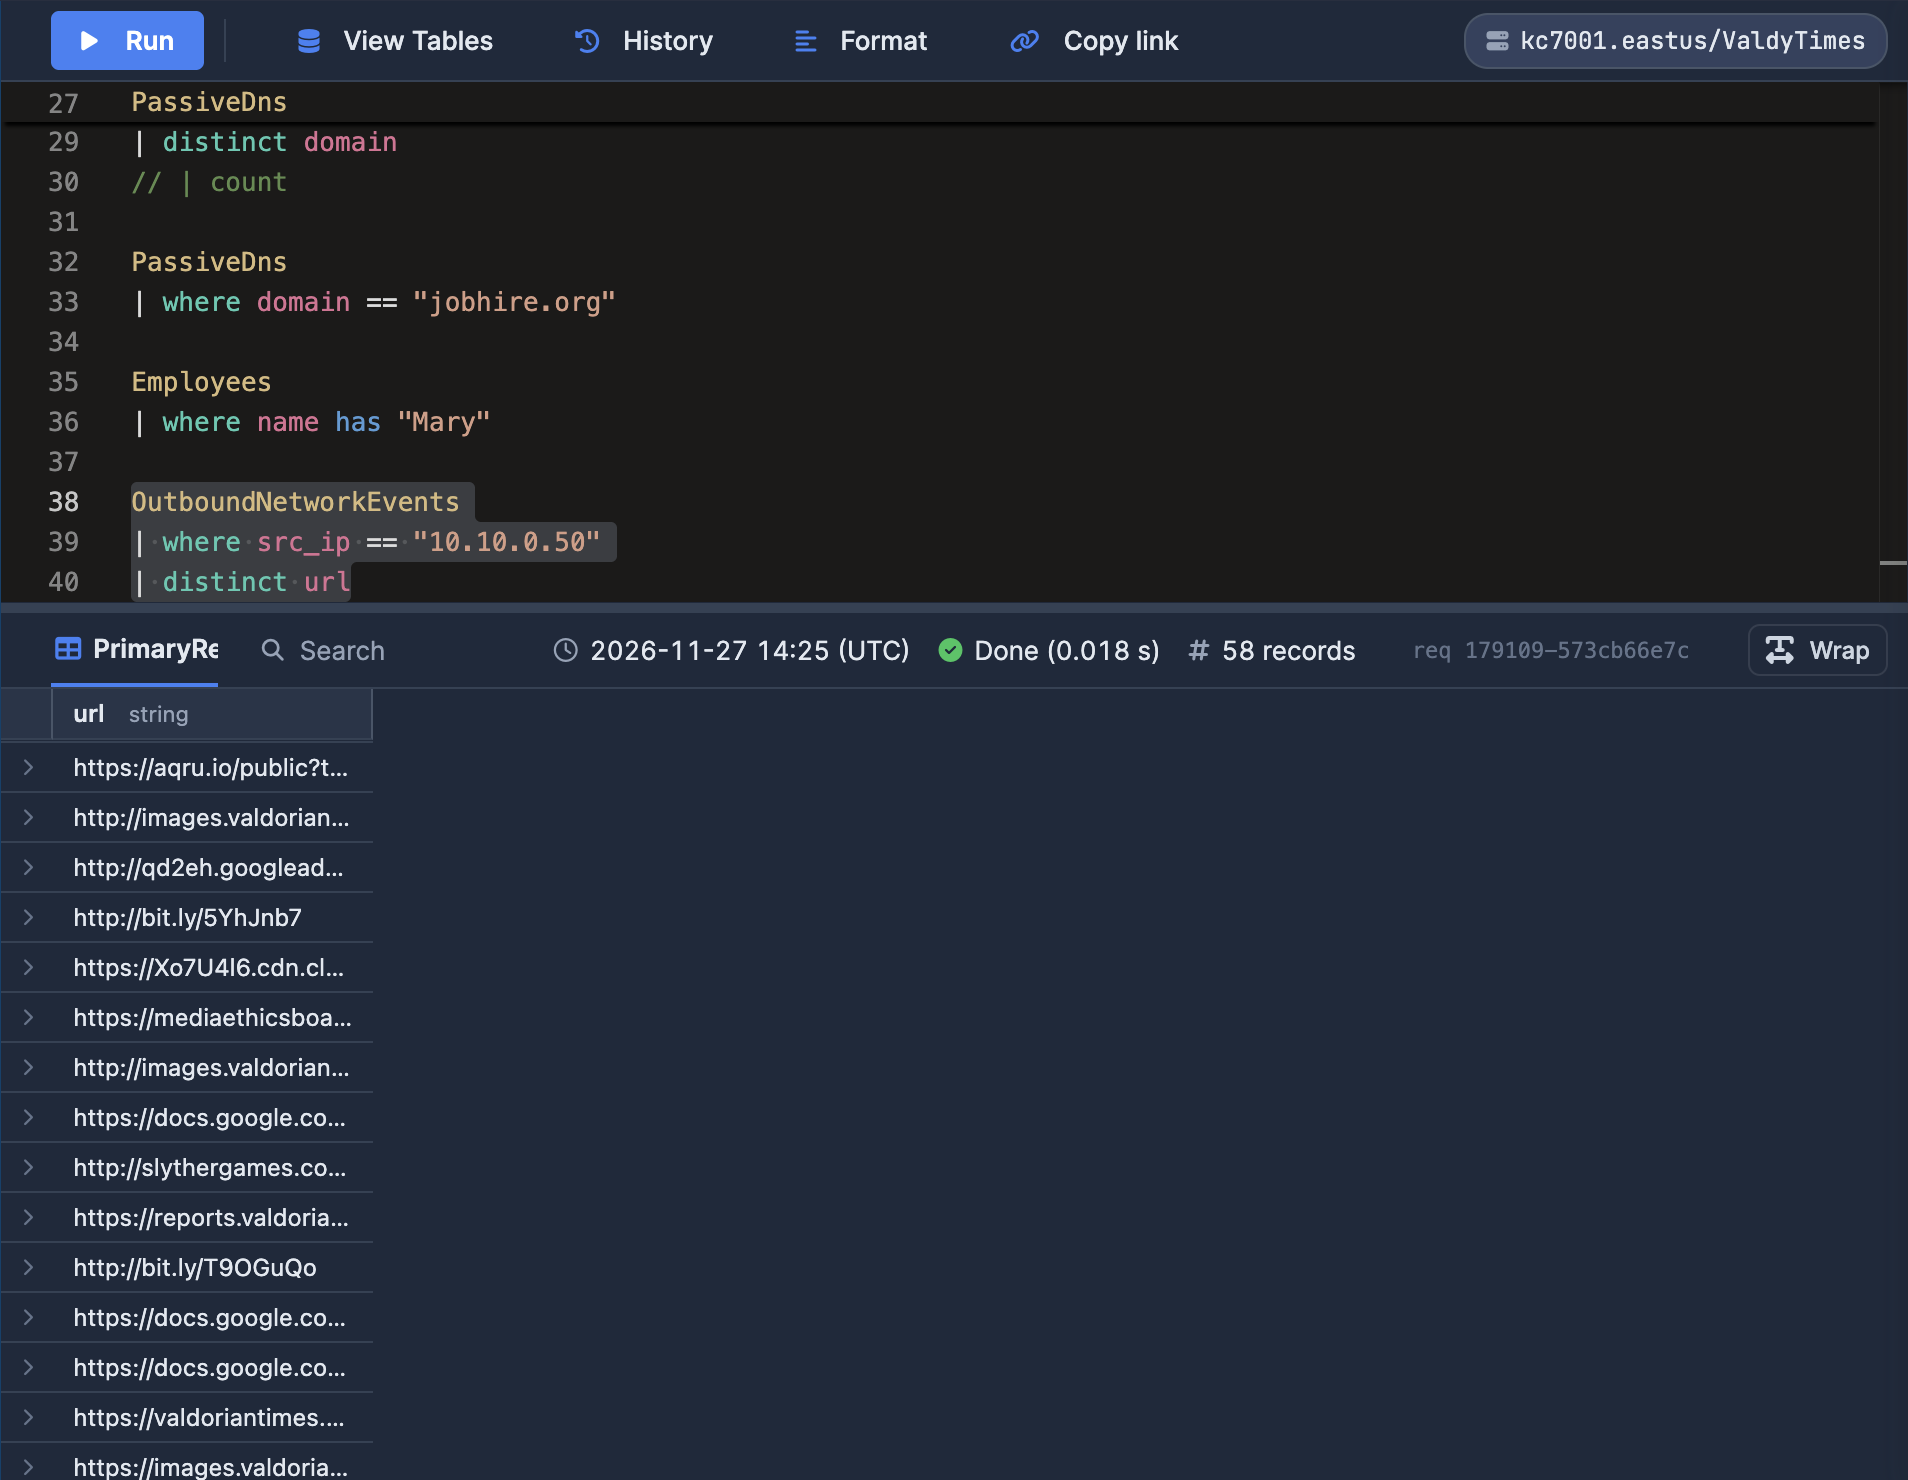 Run View Tables History Format Copy link kc7001.eastus/ValdyTimes
27 PassiveDns
29 | distinct domain
30 // | count
31
32 PassiveDns
33 | where domain == "jobhire.org"
34
35 Employees
36 | where name has "Mary"
37
38 OutboundNetworkEvents
39 | where src_ip == "10.10.0.50"
40 | distinct url
PrimaryRe Search 2026-11-27 14:25 (UTC) Done (0.018 s) # 58 records req 179109-573cb66e7c Wrap
url string
https://aqru.io/public?t...
http://images.valdorian...
http://qd2eh.googlead...
http://bit.ly/5YhJnb7
https://Xo7U4l6.cdn.cl...
https://mediaethicsboa...
http://images.valdorian...
https://docs.google.co...
http://slythergames.co...
https://reports.valdoria...
http://bit.ly/T9OGuQo
https://docs.google.co...
https://docs.google.co...
https://valdoriantimes....
https://images.valdoria...